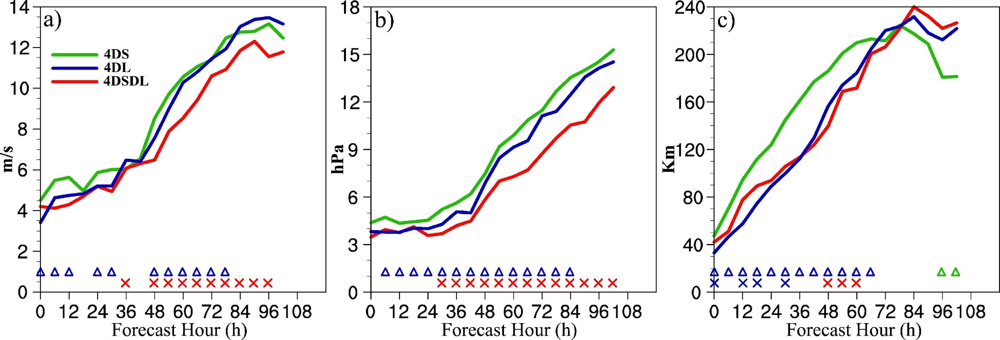 a)
4DS
4DL
4DSDL
14
12
10
8
6
4
2
0
m/s
0 12 24 36 48 60 72 84 96 108
Forecast Hour (h)
b)
18
15
12
9
6
3
0
hPa
0 12 24 36 48 60 72 84 96 108
Forecast Hour (h)
c)
240
200
160
120
80
40
0
Km
0 12 24 36 48 60 72 84 96 108
Forecast Hour (h)